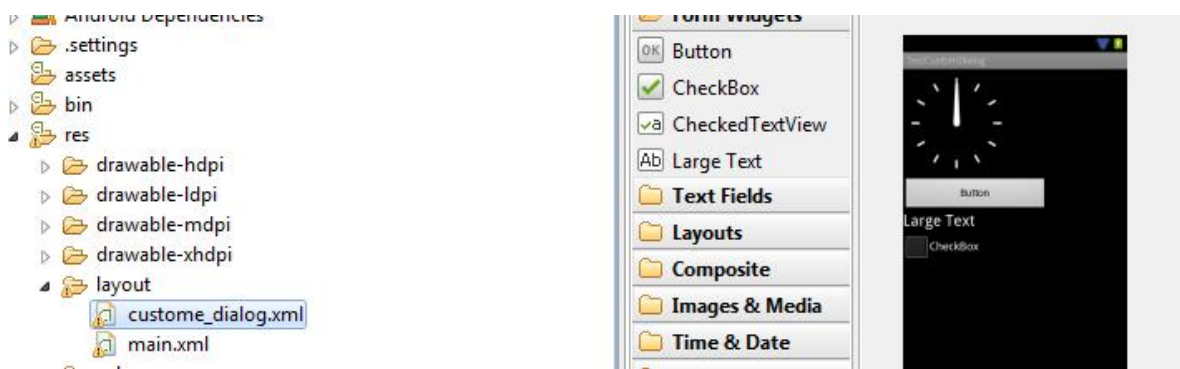 Android Dependencies
.settings
assets
bin
res
drawable-hdpi
drawable-ldpi
drawable-mdpi
drawable-xhdpi
layout
custome_dialog.xml
main.xml
Form Widgets
OK Button
CheckBox
a CheckedTextView
Ab Large Text
Text Fields
Layouts
Composite
Images & Media
Time & Date
TestCustomDialog
Button
Large Text
CheckBox